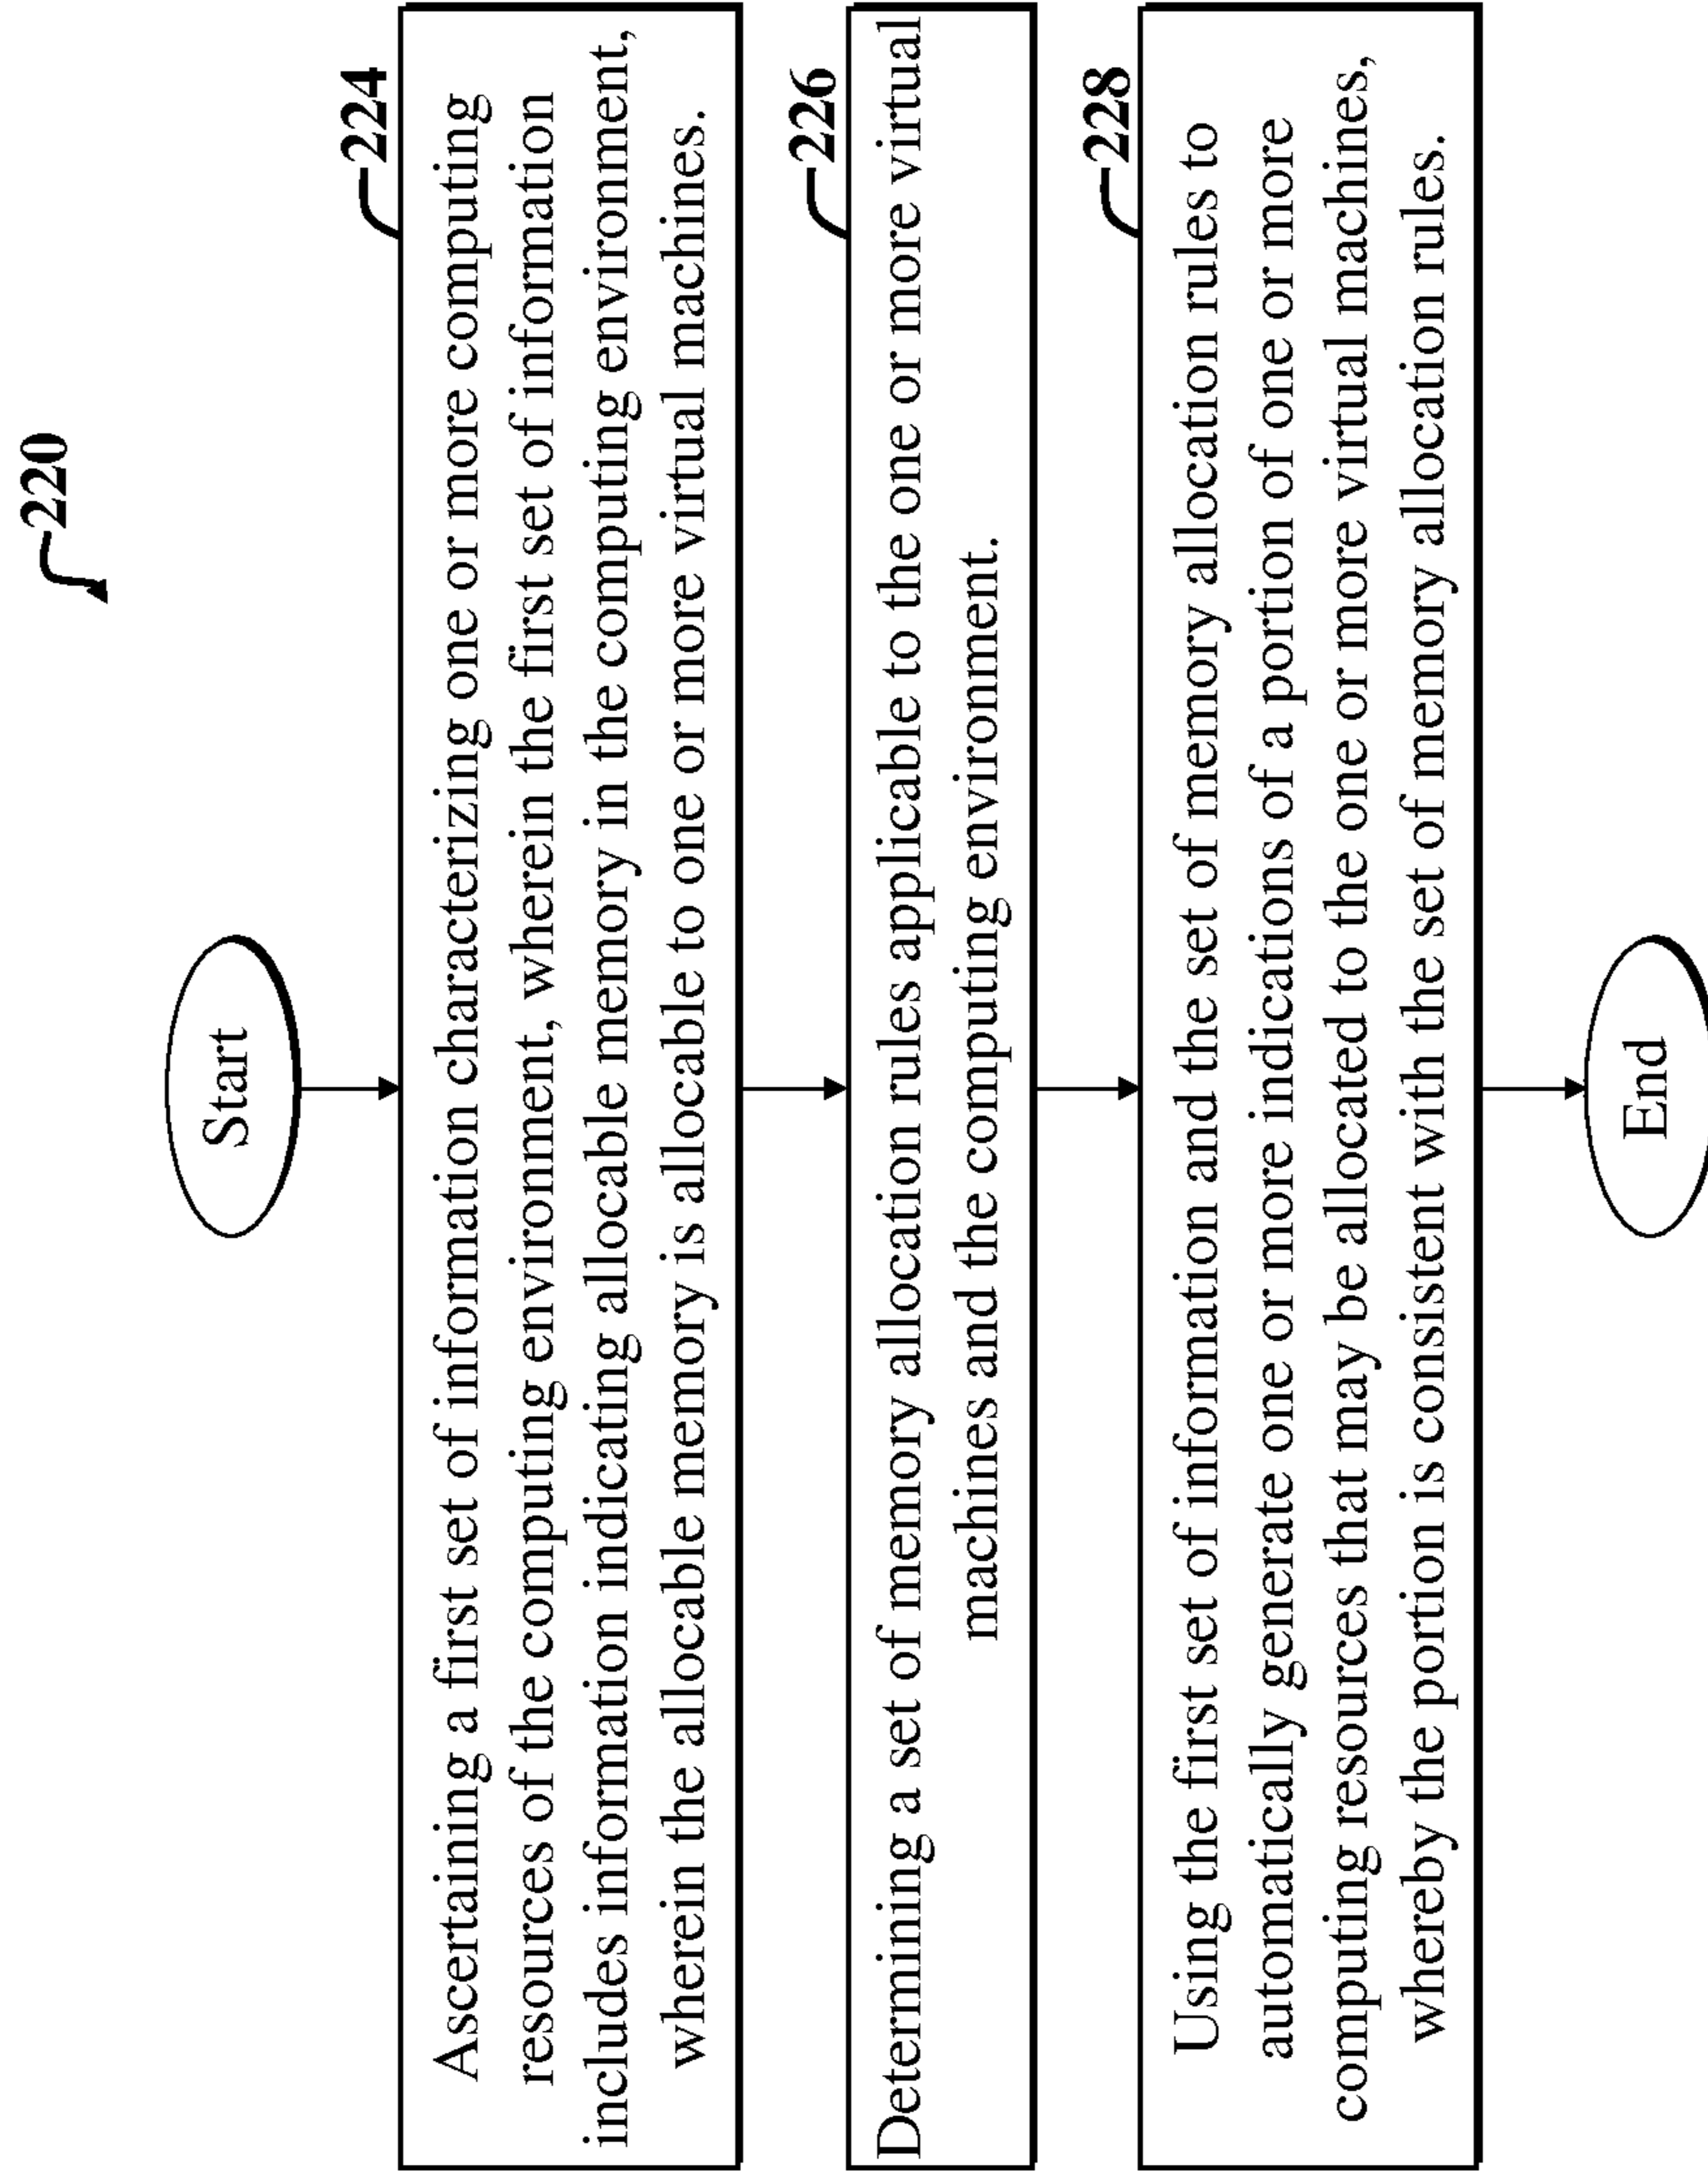 220
Start
224
Ascertaining a first set of information characterizing one or more computing
resources of the computing environment, wherein the first set of information
includes information indicating allocable memory in the computing environment,
wherein the allocable memory is allocable to one or more virtual machines.
226
Determining a set of memory allocation rules applicable to the one or more virtual
machines and the computing environment.
228
Using the first set of information and the set of memory allocation rules to
automatically generate one or more indications of a portion of one or more
computing resources that may be allocated to the one or more virtual machines,
whereby the portion is consistent with the set of memory allocation rules.
End